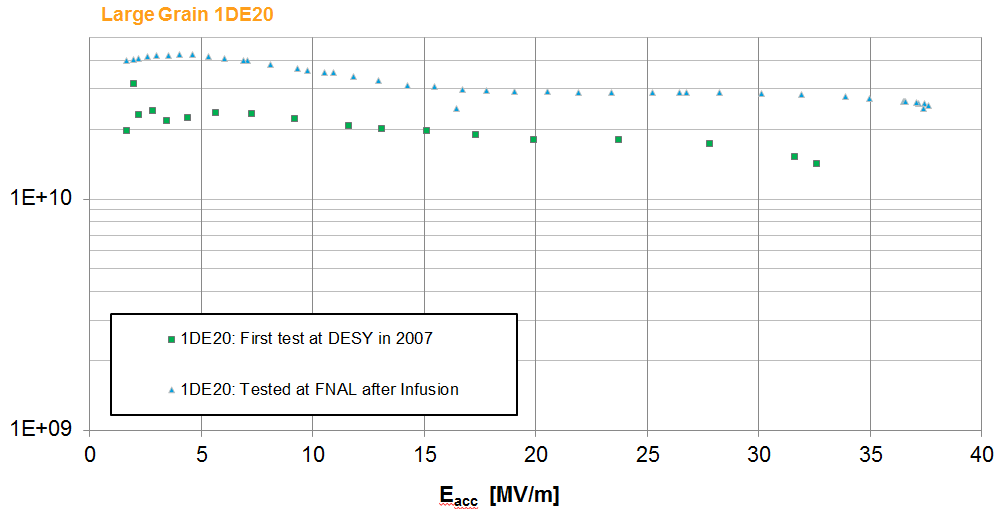 Large Grain 1DE20
1E+10
1DE20: First test at DESY in 2007
1DE20: Tested at FNAL after Infusion
1E+09
0 5 10 15 20 25 30 35 40
Eacc [MV/m]